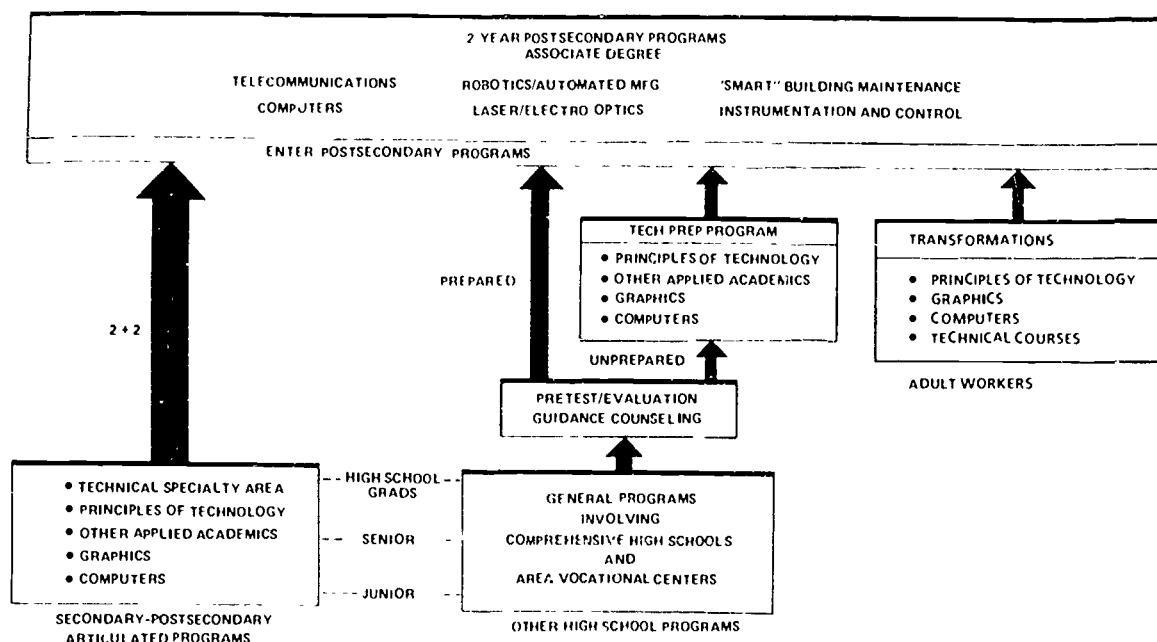 2 YEAR POSTSECONDARY PROGRAMS
ASSOCIATE DEGREE
TELECOMMUNICATIONS
ROBOTICS/AUTOMATED MFG
'SMART" BUILDING MAINTENANCE
COMPUTERS
LASER/ELECTRO OPTICS
INSTRUMENTATION AND CONTROL
ENTER POSTSECONDARY PROGRAMS
2 + 2
PREPARED
TECH PREP PROGRAM
• PRINCIPLES OF TECHNOLOGY
• OTHER APPLIED ACADEMICS
• GRAPHICS
• COMPUTERS
UNPREPARED
TRANSFORMATIONS
• PRINCIPLES OF TECHNOLOGY
• GRAPHICS
• COMPUTERS
• TECHNICAL COURSES
ADULT WORKERS
PRETEST/EVALUATION
GUIDANCE COUNSELING
• TECHNICAL SPECIALTY AREA
• PRINCIPLES OF TECHNOLOGY
• OTHER APPLIED ACADEMICS
• GRAPHICS
• COMPUTERS
SECONDARY-POSTSECONDARY
ARTICULATED PROGRAMS
HIGH SCHOOL
GRADS
SENIOR
JUNIOR
GENERAL PROGRAMS
INVOLVING
COMPREHENSIVE HIGH SCHOOLS
AND
AREA VOCATIONAL CENTERS
OTHER HIGH SCHOOL PROGRAMS